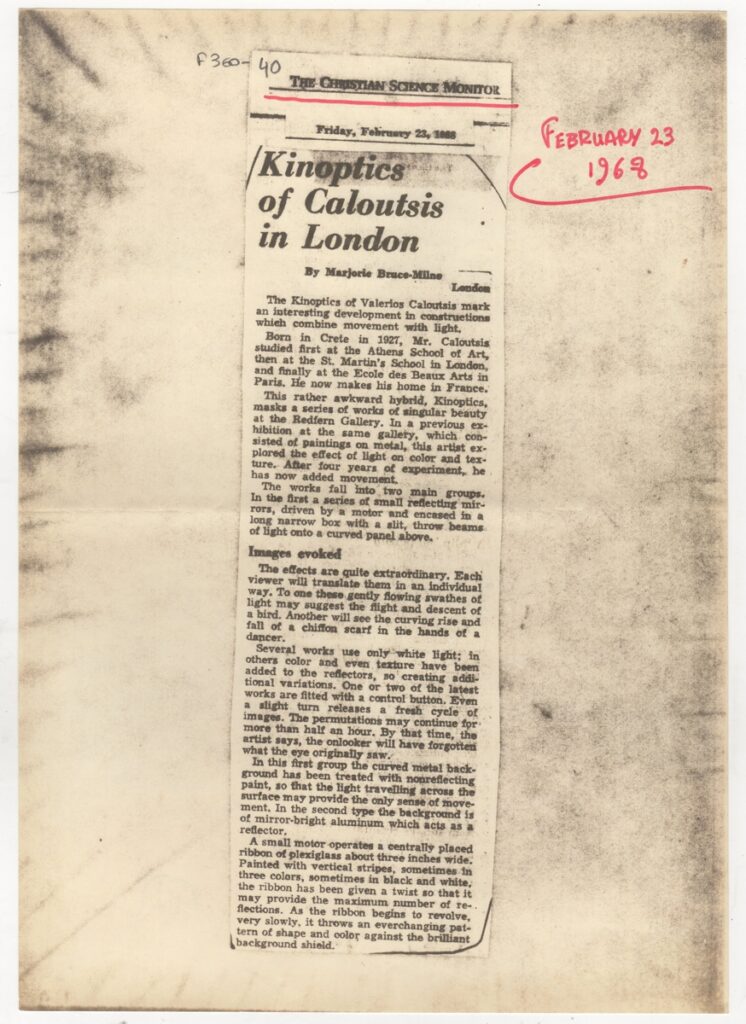 F360-40
THE CHRISTIAN SCIENCE MONITOR
Friday, February 23, 1968
FEBRUARY 23
1968
Kinoptics
of Caloutsis
in London
By Marjorie Bruce-Milne
London
The Kinoptics of Valerios Caloutsis mark
an interesting development in constructions
which combine movement with light.
Born in Crete in 1927, Mr. Caloutsis
studied first at the Athens School of Art,
then at the St. Martin's School in London,
and finally at the Ecole des Beaux Arts in
Paris. He now makes his home in France.
This rather awkward hybrid, Kinoptics,
masks a series of works of singular beauty
at the Redfern Gallery. In a previous ex-
hibition at the same gallery, which con-
sisted of paintings on metal, this artist ex-
plored the effect of light on color and tex-
ture. After four years of experiment, he
has now added movement.
The works fall into two main groups.
In the first a series of small reflecting mir-
rors, driven by a motor and encased in a
long narrow box with a slit, throw beams
of light onto a curved panel above.
Images evoked
The effects are quite extraordinary. Each
viewer will translate them in an individual
way. To one these gently flowing swathes of
light may suggest the flight and descent of
a bird. Another will see the curving rise and
fall of a chiffon scarf in the hands of a
dancer.
Several works use only white light; in
others color and even texture have been
added to the reflectors, so creating addi-
tional variations. One or two of the latest
works are fitted with a control button. Even
a slight turn releases a fresh cycle of
images. The permutations may continue for
more than half an hour. By that time, the
artist says, the onlooker will have forgotten
what the eye originally saw.
In this first group the curved metal back-
ground has been treated with nonreflecting
paint, so that the light travelling across the
surface may provide the only sense of move-
ment. In the second type the background is
of mirror-bright aluminum which acts as a
reflector.
A small motor operates a centrally placed
ribbon of plexiglass about three inches wide.
Painted with vertical stripes, sometimes in
three colors, sometimes in black and white,
the ribbon has been given a twist so that it
may provide the maximum number of re-
flections. As the ribbon begins to revolve,
very slowly, it throws an everchanging pat-
tern of shape and color against the brilliant
background shield.